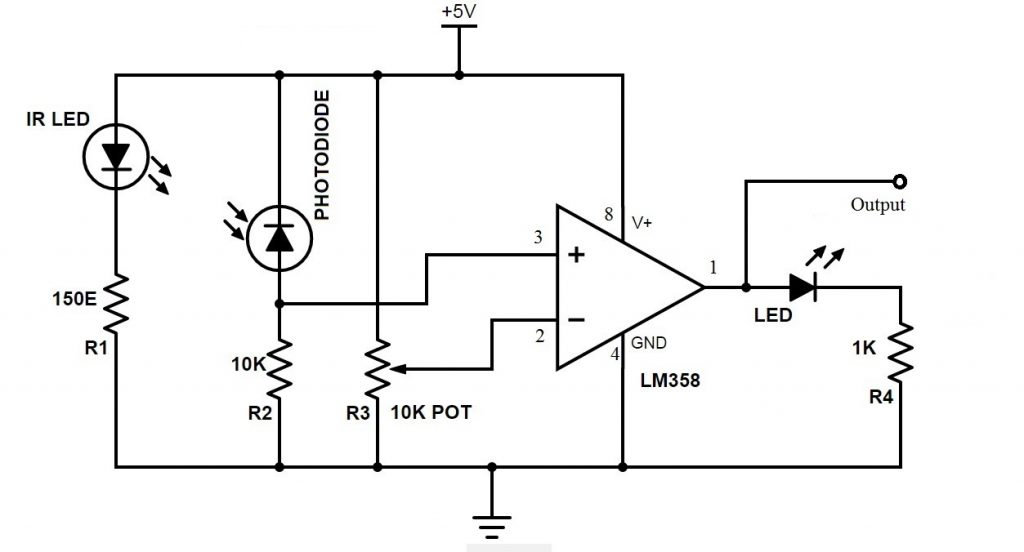 +5V
IR LED
PHOTODIODE
150E
R1
10K
R2
R3
10K POT
3
+
2
−
8
V+
4
GND
LM358
1
Output
LED
1K
R4